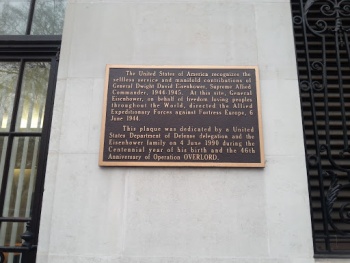 The United States of America recognizes the
selfless service and manifold contributions of
General Dwight David Eisenhower, Supreme Allied
Commander, 1944-1945. At this site, General
Eisenhower, on behalf of freedom loving peoples
throughout the World, directed the Allied
Expeditionary Forces against Fortress Europe, 6
June 1944.
This plaque was dedicated by a United
States Department of Defense delegation and the
Eisenhower family on 4 June 1990 during the
Centennial year of his birth and the 46th
Anniversary of Operation OVERLORD.